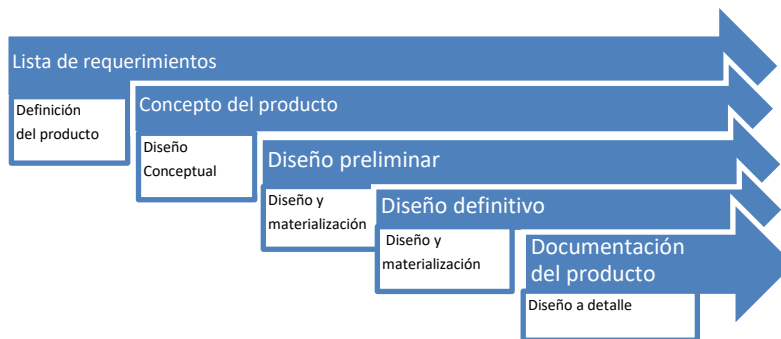 Lista de requerimientos
Definición
del producto
Concepto del producto
Diseño
Conceptual
Diseño preliminar
Diseño y
materialización
Diseño definitivo
Diseño y
materialización
Documentación
del producto
Diseño a detalle